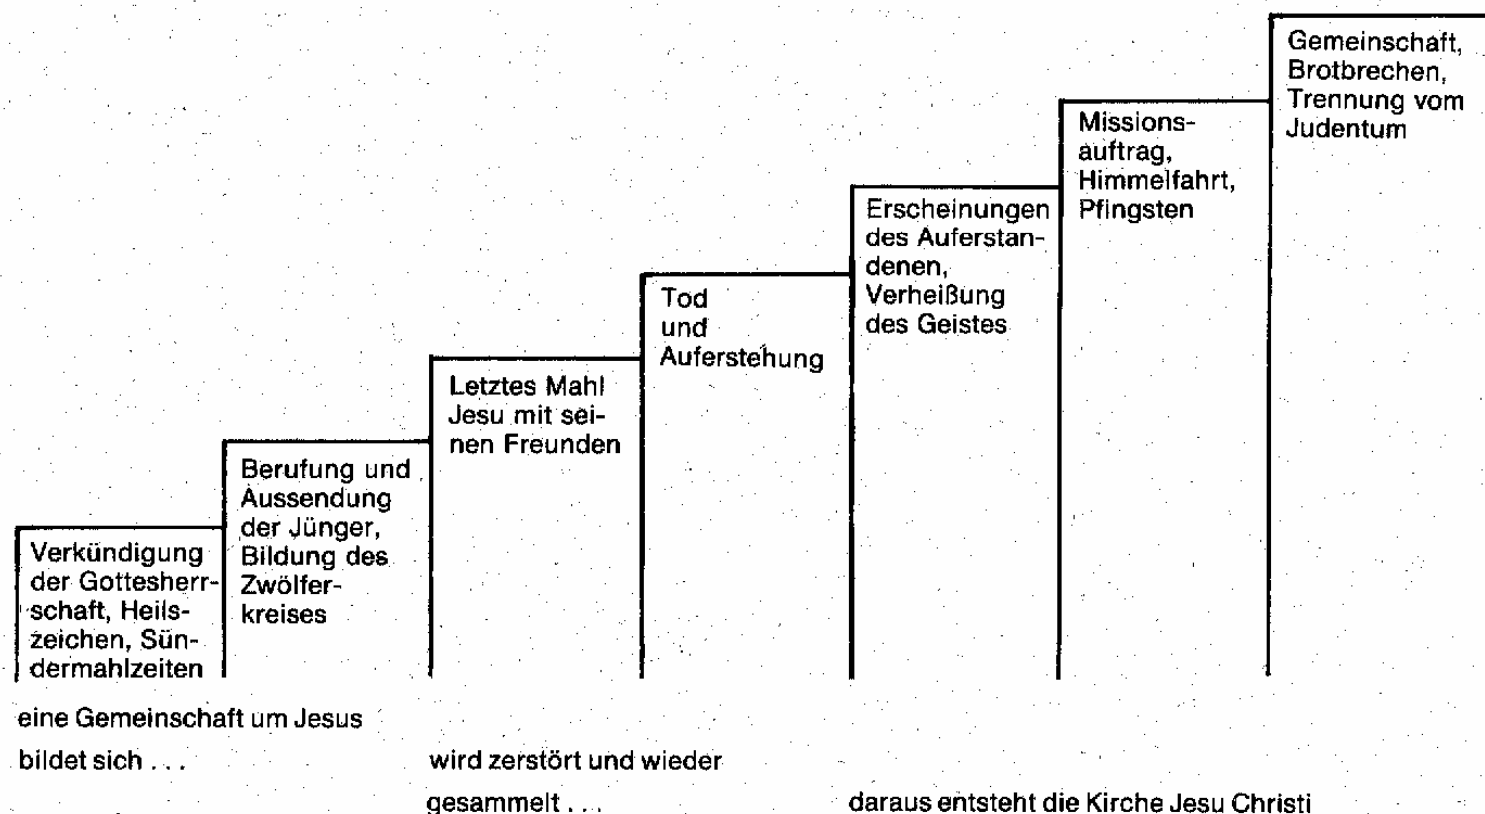 Verkündigung
der Gottesherr-
schaft, Heils-
zeichen, Sün-
dermahlzeiten
Berufung und
Aussendung
der Jünger,
Bildung des
Zwölfer-
kreises
Letztes Mahl
Jesu mit sei-
nen Freunden
Tod
und
Auferstehung
Erscheinungen
des Auferstan-
denen,
Verheißung
des Geistes
Missions-
auftrag,
Himmelfahrt,
Pfingsten
Gemeinschaft,
Brotbrechen,
Trennung vom
Judentum
eine Gemeinschaft um Jesus
bildet sich . . .
wird zerstört und wieder
gesammelt . . .
daraus entsteht die Kirche Jesu Christi